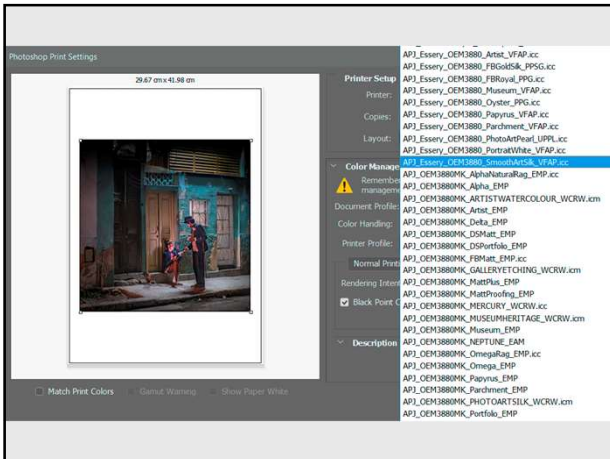 Photoshop Print Settings
29.67 cm x 41.98 cm
Match Print Colors
Gamut Warning
Show Paper White
Printer Setup
Printer:
Copies:
Layout:
Color Manage
Remember
manageme
Document Profile:
Color Handling:
Printer Profile:
Normal Printi
Rendering Intent
Black Point C
Description
APJ_Essery_OEM3880_Artist_VFAP.icc
APJ_Essery_OEM3880_FBGoldSilk_PPSG.icc
APJ_Essery_OEM3880_FBRoyal_PPG.icc
APJ_Essery_OEM3880_Museum_VFAP.icc
APJ_Essery_OEM3880_Oyster_PPG.icc
APJ_Essery_OEM3880_Papyrus_VFAP.icc
APJ_Essery_OEM3880_Parchment_VFAP.icc
APJ_Essery_OEM3880_PhotoArtPearl_UPPL.icc
APJ_Essery_OEM3880_PortraitWhite_VFAP.icc
APJ_Essery_OEM3880_SmoothArtSilk_VFAP.icc
APJ_OEM3880MK_AlphaNaturalRag_EMP.icc
APJ_OEM3880MK_Alpha_EMP
APJ_OEM3880MK_ARTISTWATERCOLOUR_WCRW.icm
APJ_OEM3880MK_Artist_EMP
APJ_OEM3880MK_Delta_EMP
APJ_OEM3880MK_DSMatt_EMP
APJ_OEM3880MK_DSPortfolio_EMP
APJ_OEM3880MK_FBMatt_EMP.icc
APJ_OEM3880MK_GALLERYETCHING_WCRW.icm
APJ_OEM3880MK_MattPlus_EMP
APJ_OEM3880MK_MattProofing_EMP
APJ_OEM3880MK_MERCURY_WCRW.icc
APJ_OEM3880MK_MUSEUMHERITAGE_WCRW.icm
APJ_OEM3880MK_Museum_EMP
APJ_OEM3880MK_NEPTUNE_EAM
APJ_OEM3880MK_OmegaRag_EMP.icc
APJ_OEM3880MK_Omega_EMP
APJ_OEM3880MK_Papyrus_EMP
APJ_OEM3880MK_Parchment_EMP
APJ_OEM3880MK_PHOTOARTSILK_WCRW.icm
APJ_OEM3880MK_Portfolio_EMP